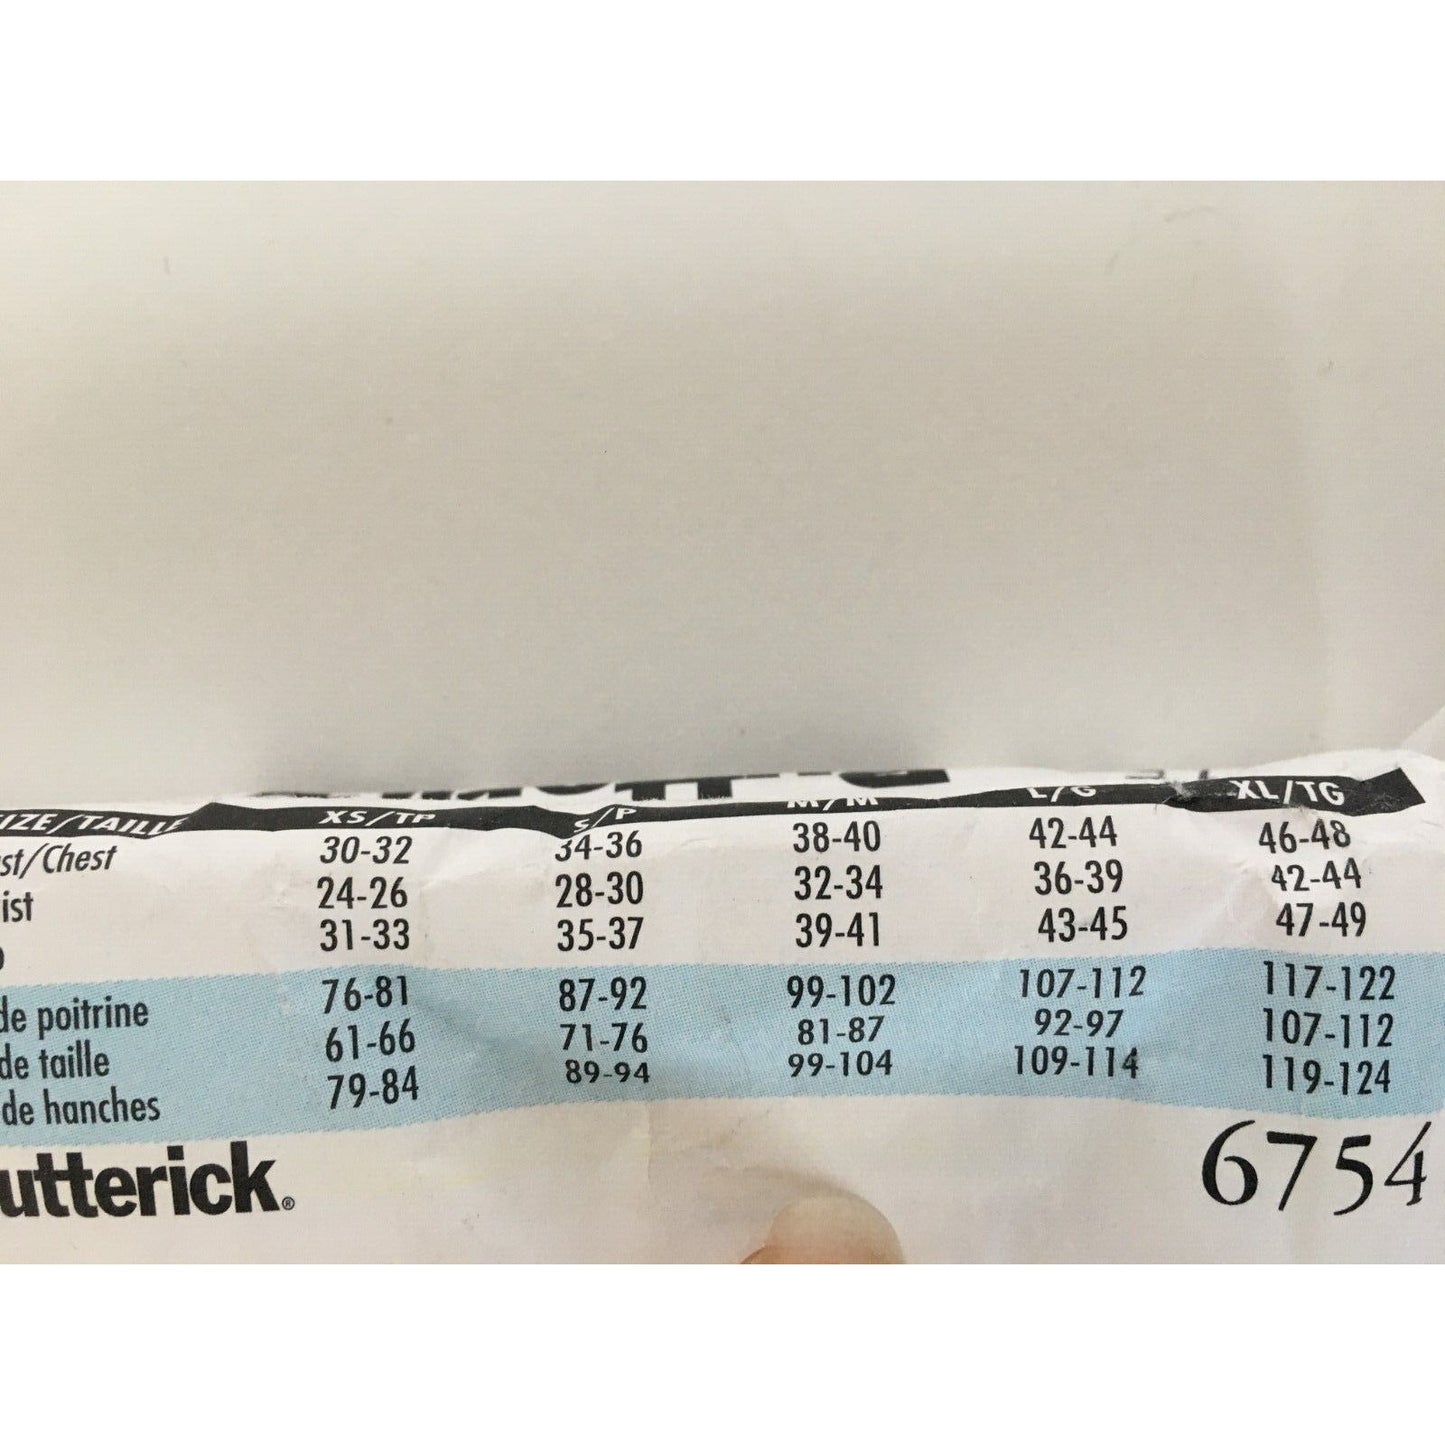 IZE/TAILLE XS/TP S/P M/M L/G XL/TG
st/Chest 30-32 34-36 38-40 42-44 46-48
ist 24-26 28-30 32-34 36-39 42-44
31-33 35-37 39-41 43-45 47-49
de poitrine 76-81 87-92 99-102 107-112 117-122
de taille 61-66 71-76 81-87 92-97 107-112
de hanches 79-84 89-94 99-104 109-114 119-124
utterick®
6754